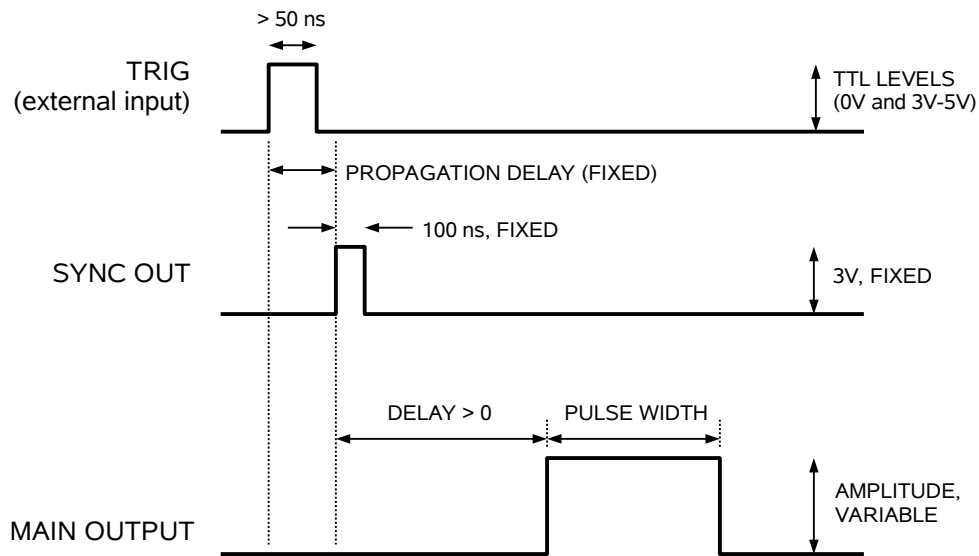 > 50 ns
TRIG
(external input)
TTL LEVELS
(0V and 3V-5V)
PROPAGATION DELAY (FIXED)
100 ns, FIXED
SYNC OUT
3V, FIXED
DELAY > 0
PULSE WIDTH
AMPLITUDE,
VARIABLE
MAIN OUTPUT